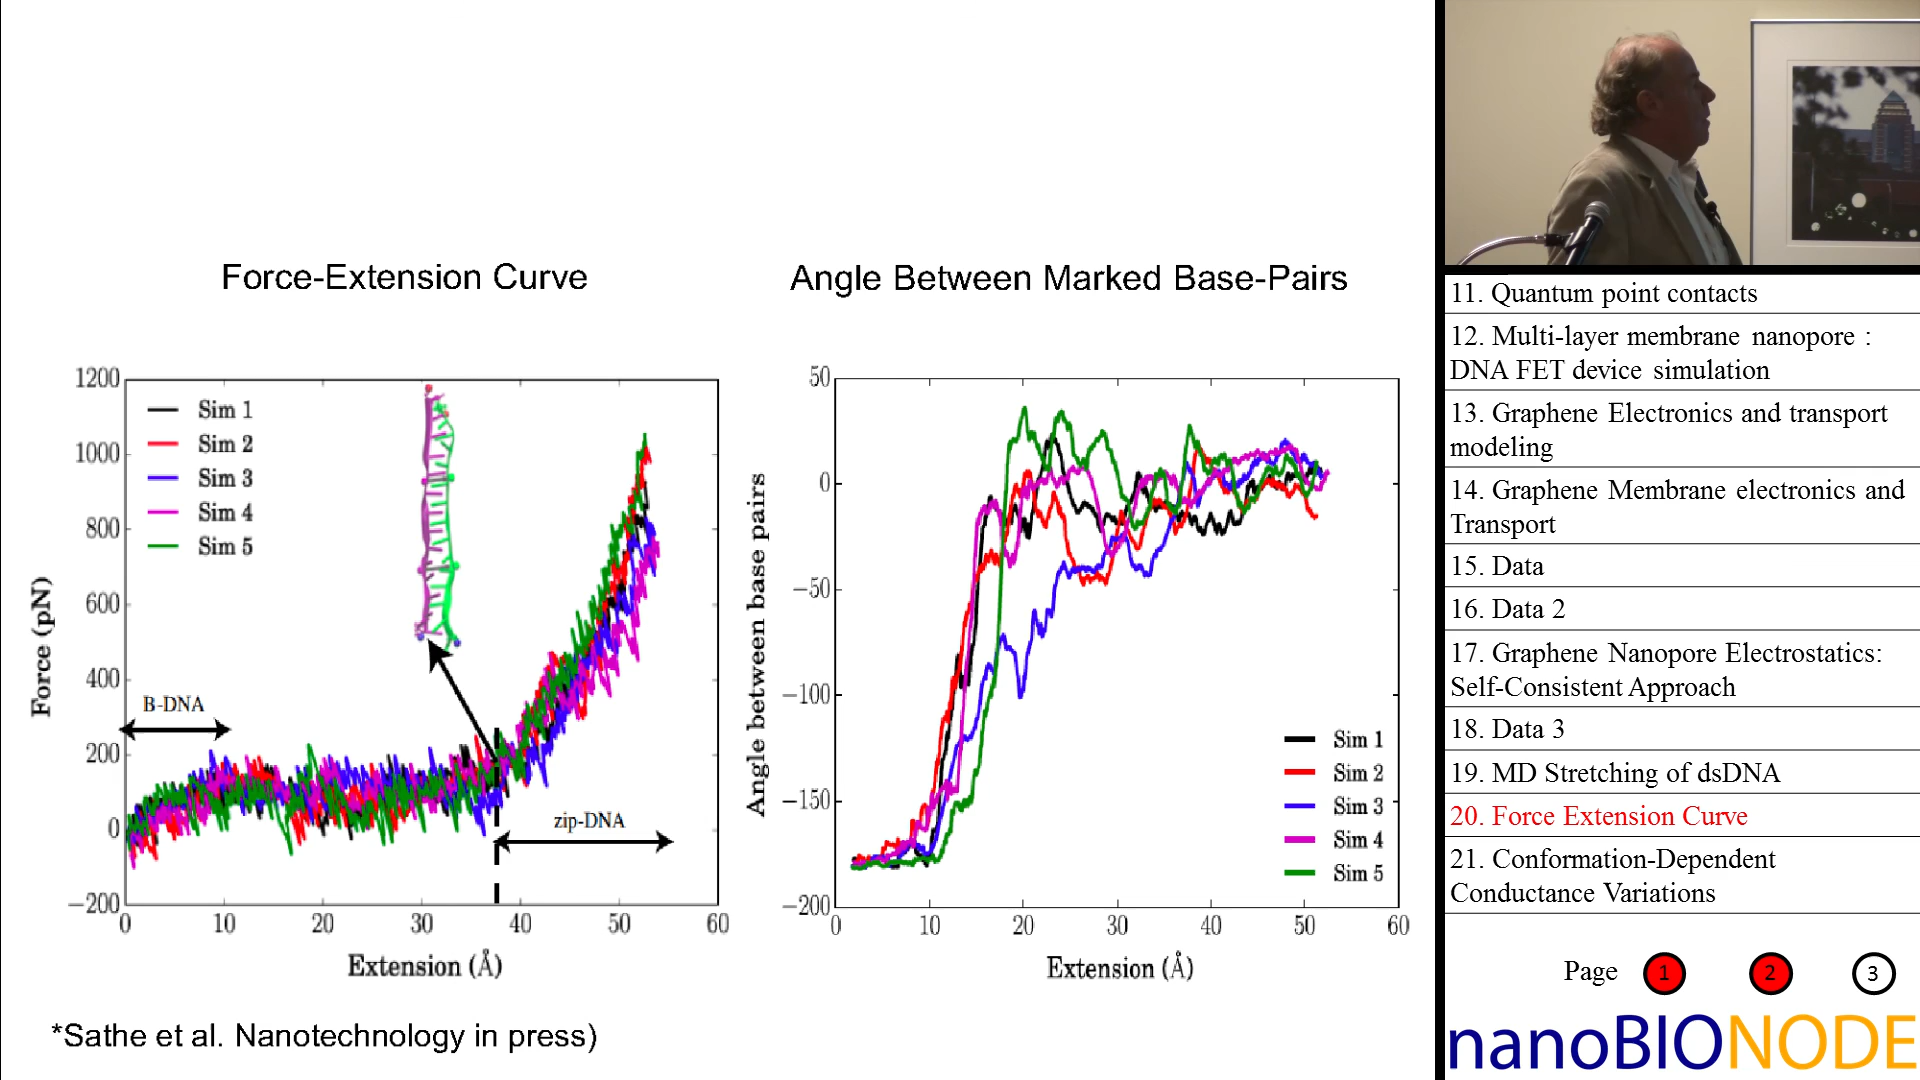 Force-Extension Curve
Angle Between Marked Base-Pairs
1200
1000
800
600
400
200
0
−200
0
10
20
30
40
50
60
Force (pN)
Extension (Å)
Sim 1
Sim 2
Sim 3
Sim 4
Sim 5
B-DNA
zip-DNA
50
0
−50
−100
−150
−200
0
10
20
30
40
50
60
Angle between base pairs
Extension (Å)
Sim 1
Sim 2
Sim 3
Sim 4
Sim 5
*Sathe et al. Nanotechnology in press)
11. Quantum point contacts
12. Multi-layer membrane nanopore :
DNA FET device simulation
13. Graphene Electronics and transport
modeling
14. Graphene Membrane electronics and
Transport
15. Data
16. Data 2
17. Graphene Nanopore Electrostatics:
Self-Consistent Approach
18. Data 3
19. MD Stretching of dsDNA
20. Force Extension Curve
21. Conformation-Dependent
Conductance Variations
Page 1 2 3
nanoBIONODE